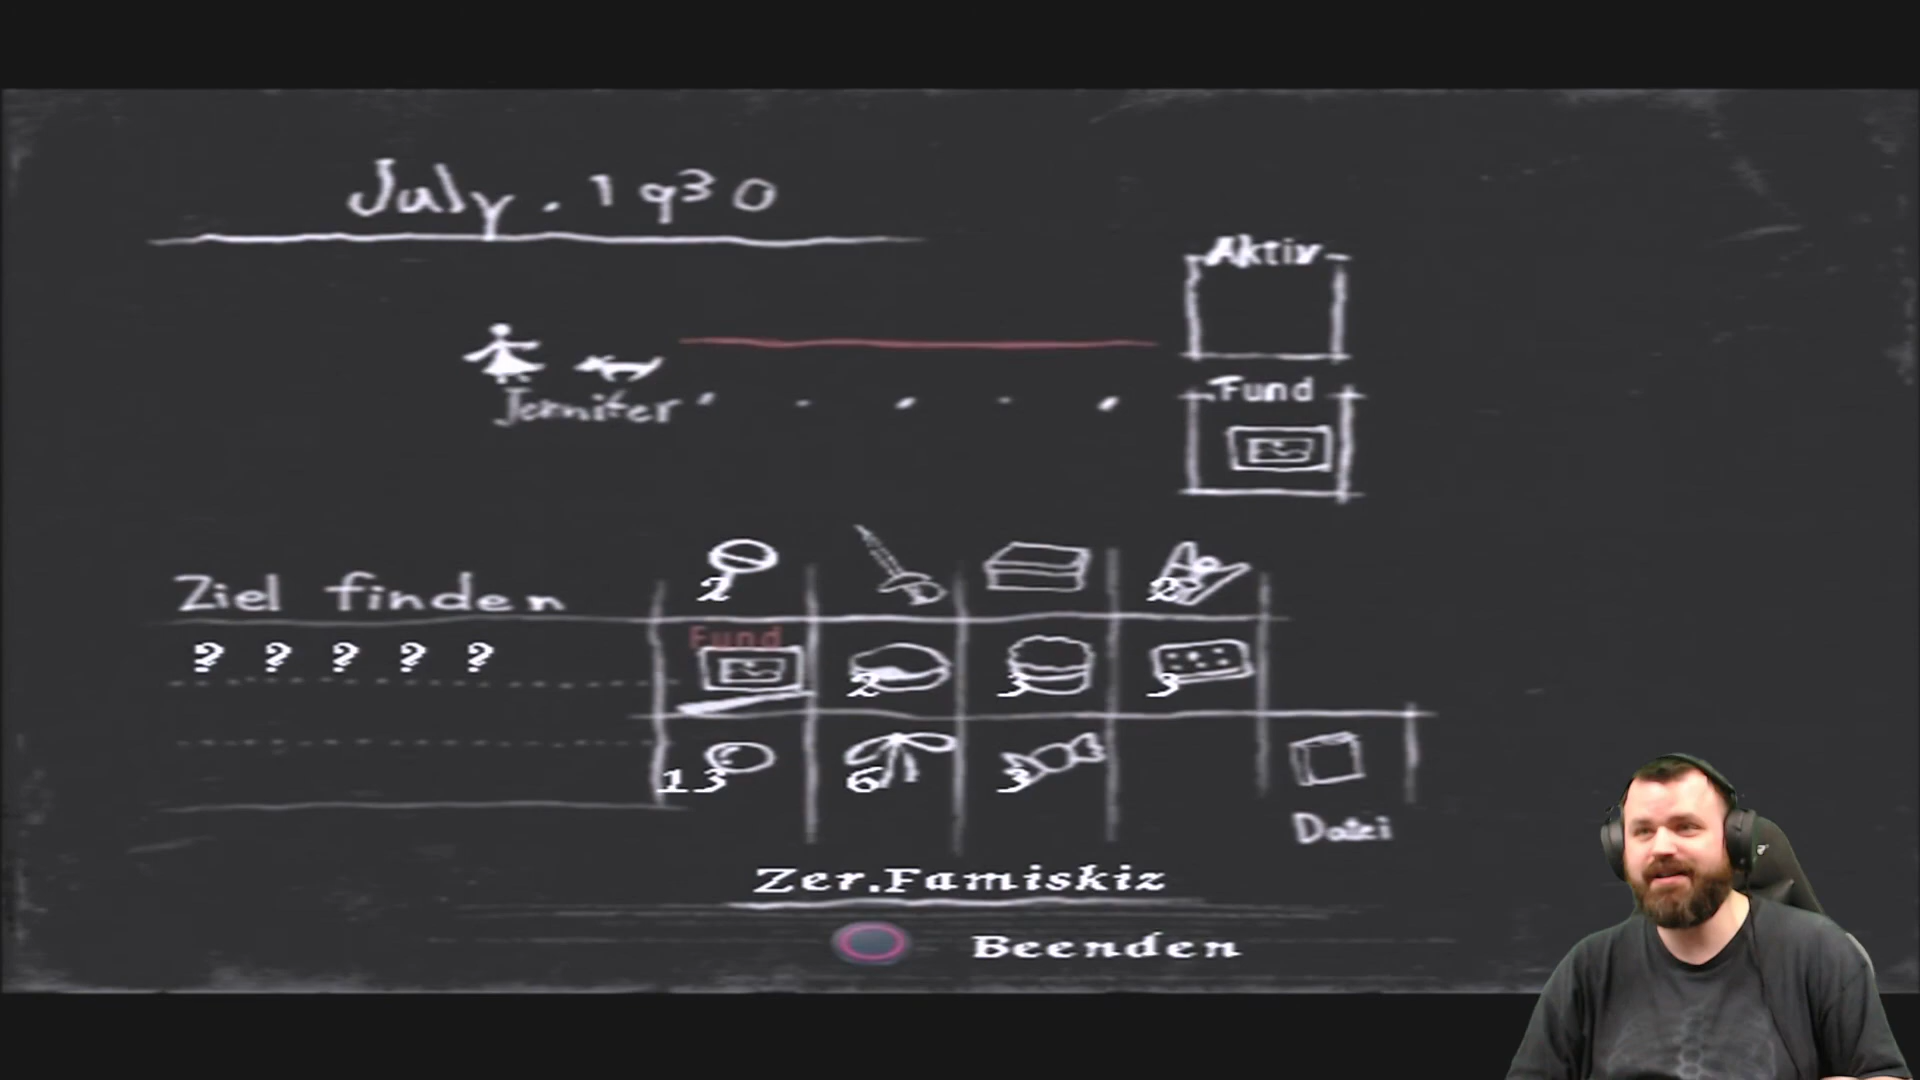 July. 1930
Aktiv
Jennifer
Fund
Ziel finden
2
2
? ? ? ? ?
Fund
2
3
3
13
6
3
Datei
Zer.Famiskiz
Beenden